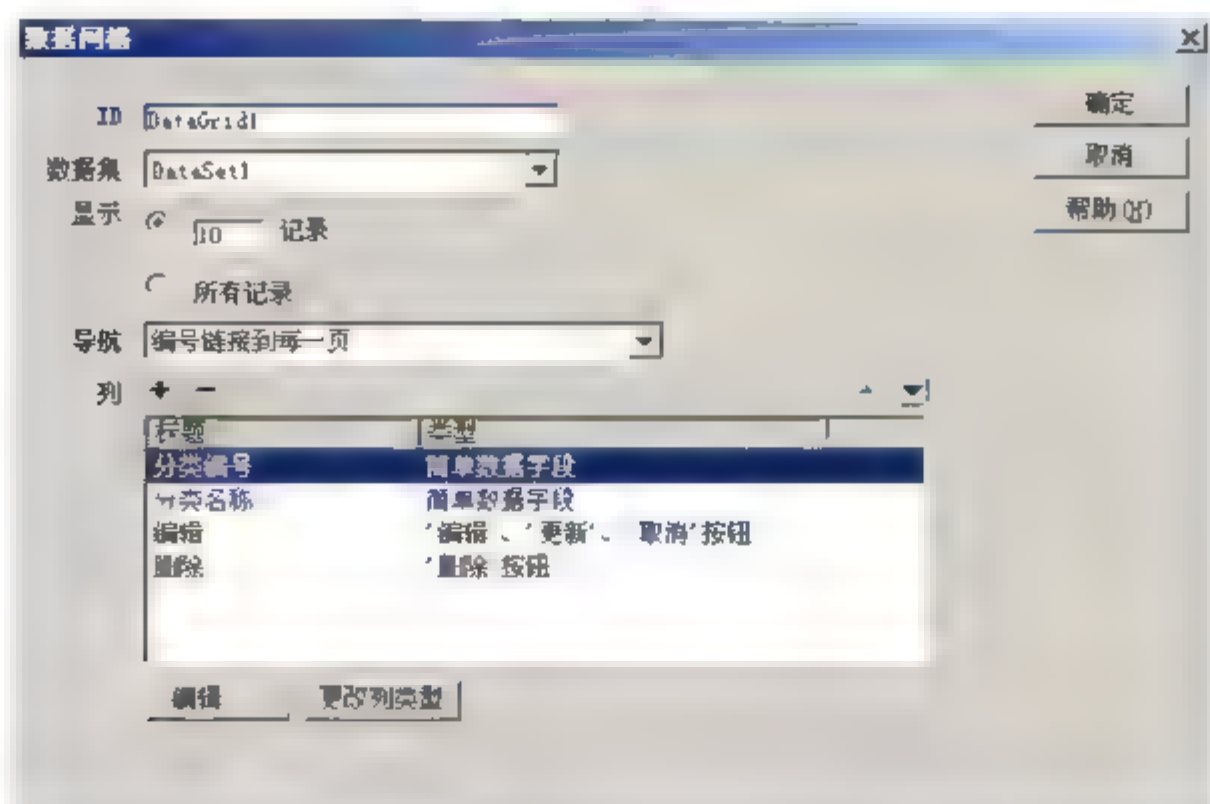 数据网格
ID DataGrid1
确定
数据集 DataSet1
取消
显示
10 记录
帮助(H)
所有记录
导航 编号链接到每一页
列
标题 类型
分类编号 简单数据字段
分类名称 简单数据字段
编辑 '编辑'、'更新'、'取消'按钮
删除 '删除'按钮
编辑 更改列类型